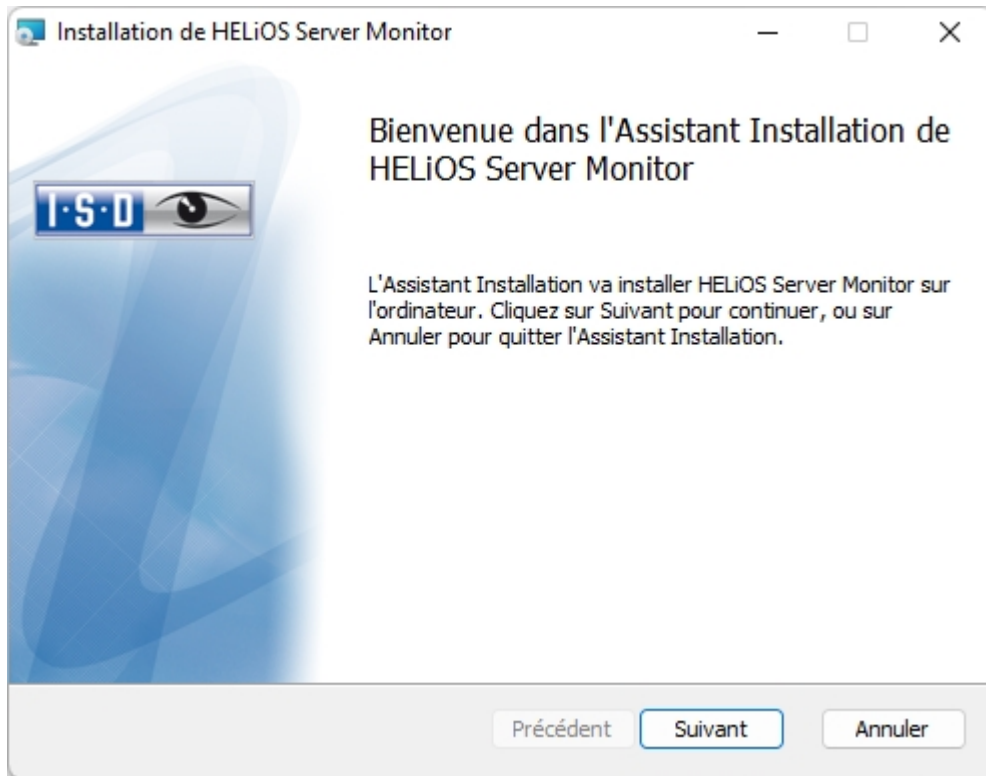 Installation de HELiOS Server Monitor
Bienvenue dans l'Assistant Installation de
HELiOS Server Monitor
I·S·D
L'Assistant Installation va installer HELiOS Server Monitor sur
l'ordinateur. Cliquez sur Suivant pour continuer, ou sur
Annuler pour quitter l'Assistant Installation.
Précédent Suivant Annuler